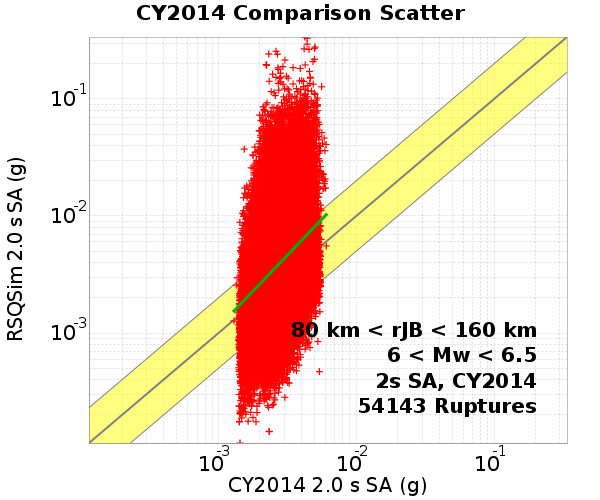 CY2014 Comparison Scatter
RSQSim 2.0 s SA (g)
10-1
10-2
10-3
80 km < rJB < 160 km
6 < Mw < 6.5
2s SA, CY2014
54143 Ruptures
10-3 10-2 10-1
CY2014 2.0 s SA (g)